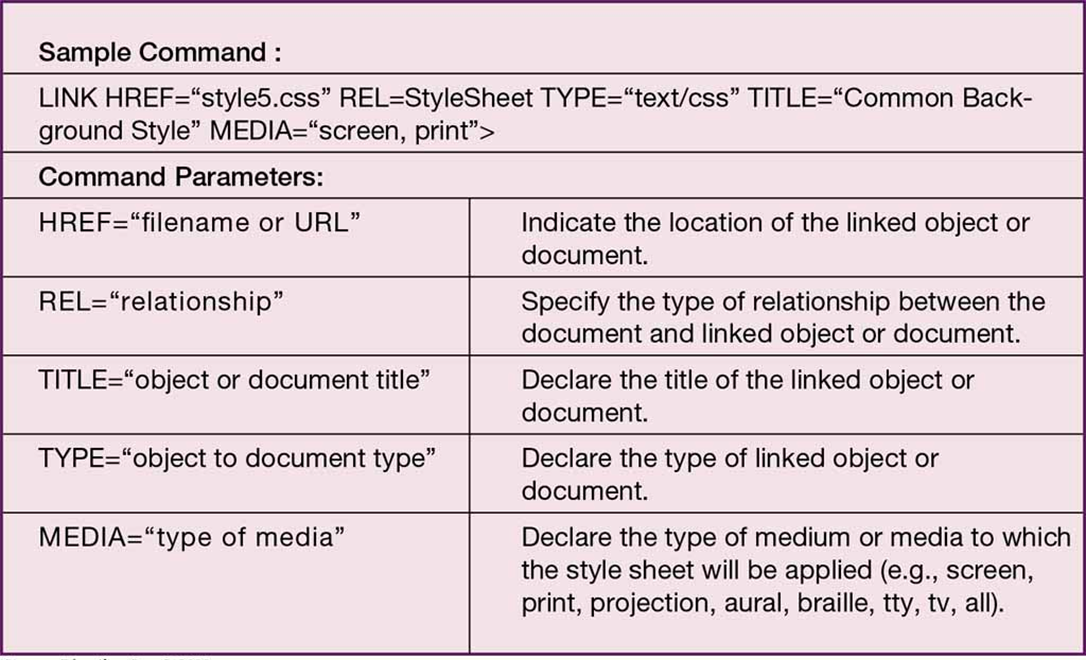 Sample Command :
LINK HREF=“style5.css” REL=StyleSheet TYPE=“text/css” TITLE=“Common Back-
ground Style” MEDIA=“screen, print”>
Command Parameters:
HREF=“filename or URL”
Indicate the location of the linked object or
document.
REL=“relationship”
Specify the type of relationship between the
document and linked object or document.
TITLE=“object or document title”
Declare the title of the linked object or
document.
TYPE=“object to document type”
Declare the type of linked object or
document.
MEDIA=“type of media”
Declare the type of medium or media to which
the style sheet will be applied (e.g., screen,
print, projection, aural, braille, tty, tv, all).